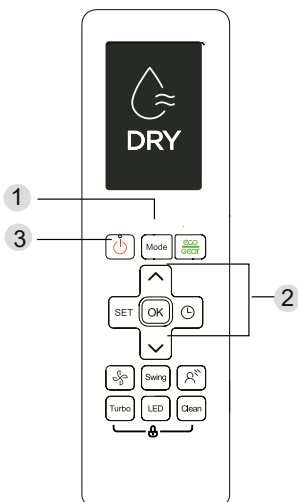 DRY
1
3
Mode
eco
Gear
SET
OK
2
Swing
Turbo
LED
Clean